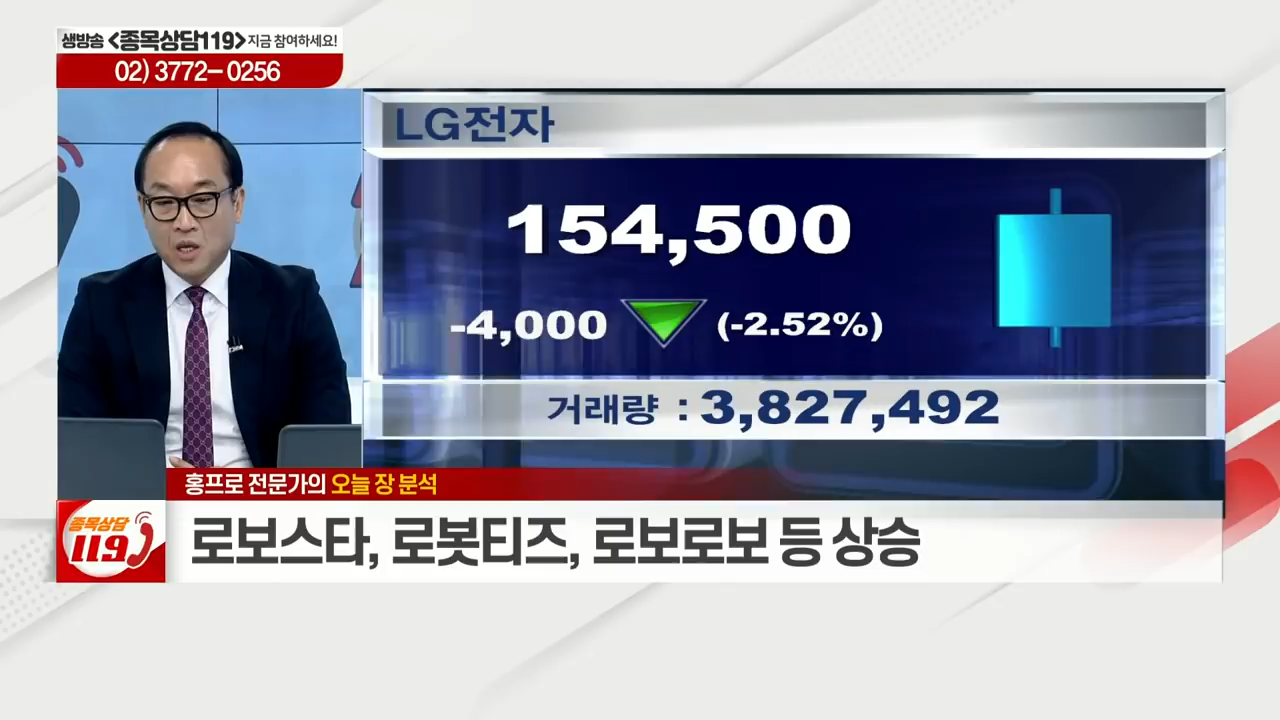 생방송 <종목상담119> 지금 참여하세요!
02) 3772-0256
LG전자
154,500
-4,000 (-2.52%)
거래량 : 3,827,492
홍프로 전문가의 오늘 장 분석
종목상담
119
로보스타, 로봇티즈, 로보로보 등 상승